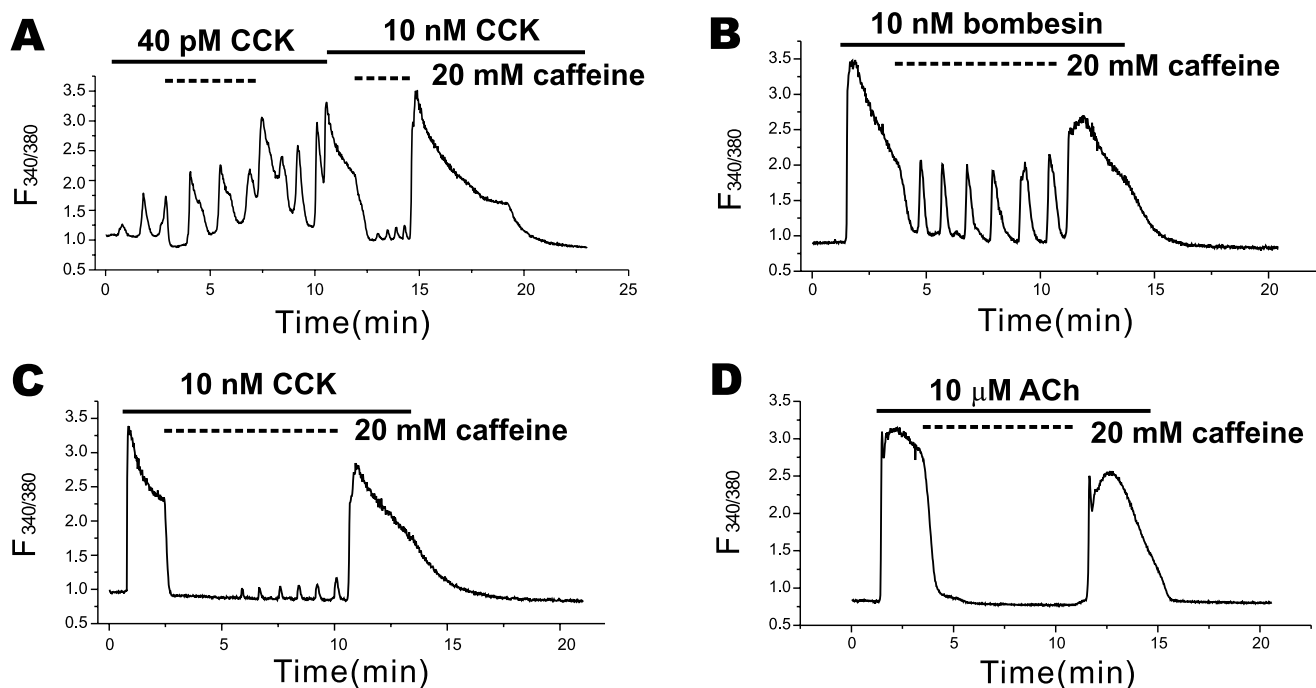 A
40 pM CCK
10 nM CCK
20 mM caffeine
F340/380
3.5
3.0
2.5
2.0
1.5
1.0
0.5
0 5 10 15 20 25
Time(min)
B
10 nM bombesin
20 mM caffeine
F340/380
3.5
3.0
2.5
2.0
1.5
1.0
0.5
0 5 10 15 20
Time(min)
C
10 nM CCK
20 mM caffeine
F340/380
3.5
3.0
2.5
2.0
1.5
1.0
0.5
0 5 10 15 20
Time(min)
D
10 μM ACh
20 mM caffeine
F340/380
3.5
3.0
2.5
2.0
1.5
1.0
0.5
0 5 10 15 20
Time(min)